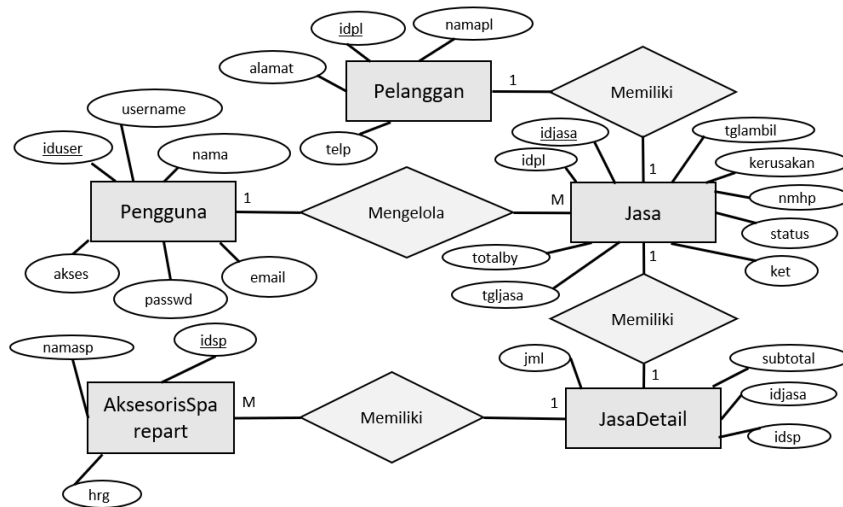 idpl
namapl
alamat
Pelanggan
1
Memiliki
telp
username
iduser
nama
Pengguna
1
akses
email
passwd
Mengelola
M
idjasa
idpl
1
tglambil
kerusakan
nmhp
Jasa
status
totalby
ket
tgljasa
1
Memiliki
namasp
idsp
AksesorisSpa
repart
M
hrg
Memiliki
1
jml
1
subtotal
JasaDetail
idjasa
idsp